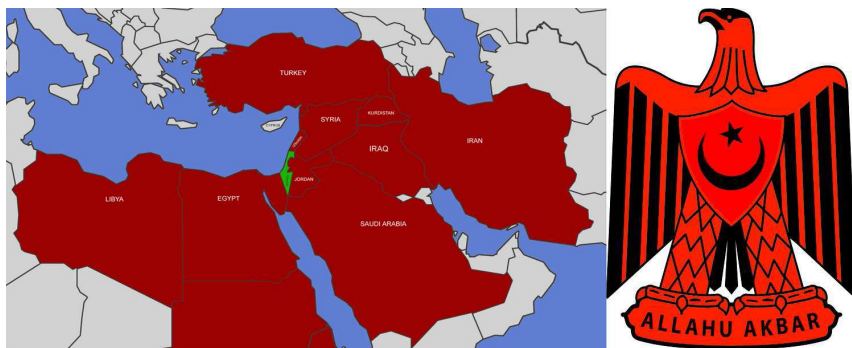 TURKEY
CYPRUS
SYRIA
KURDISTAN
IRAQ
IRAN
JORDAN
LIBYA
EGYPT
SAUDI ARABIA
ALLAHU AKBAR